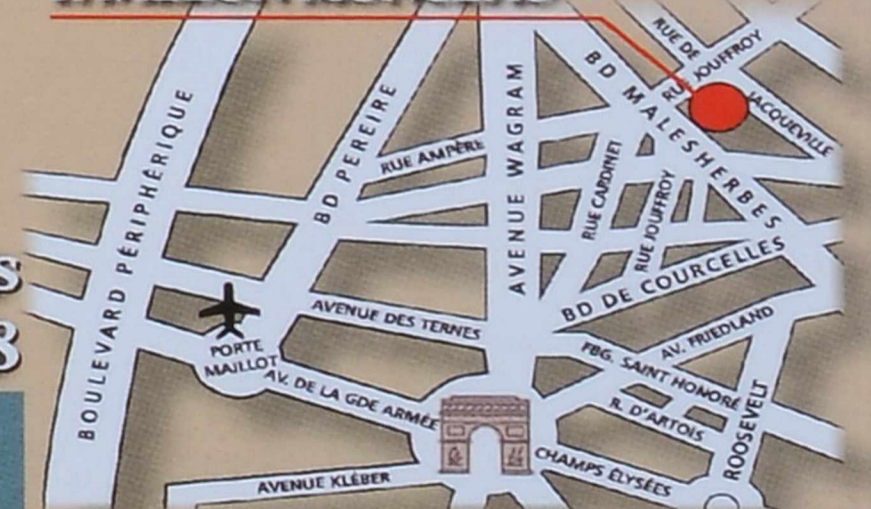 RUE DE
JACQUEVILLE
RUE JOUFFROY
BD MALESHERBES
BOULEVARD PÉRIPHÉRIQUE
BD PEREIRE
RUE AMPÈRE
AVENUE WAGRAM
RUE CARDINET
RUE JOUFFROY
BD DE COURCELLES
AVENUE DES TERNES
PORTE
MAILLOT
AV. DE LA GDE ARMÉE
FBG. SAINT HONORÉ
AV. FRIEDLAND
R. D'ARTOIS
ROOSEVELT
CHAMPS ÉLYSÉES
AVENUE KLÉBER
s
8